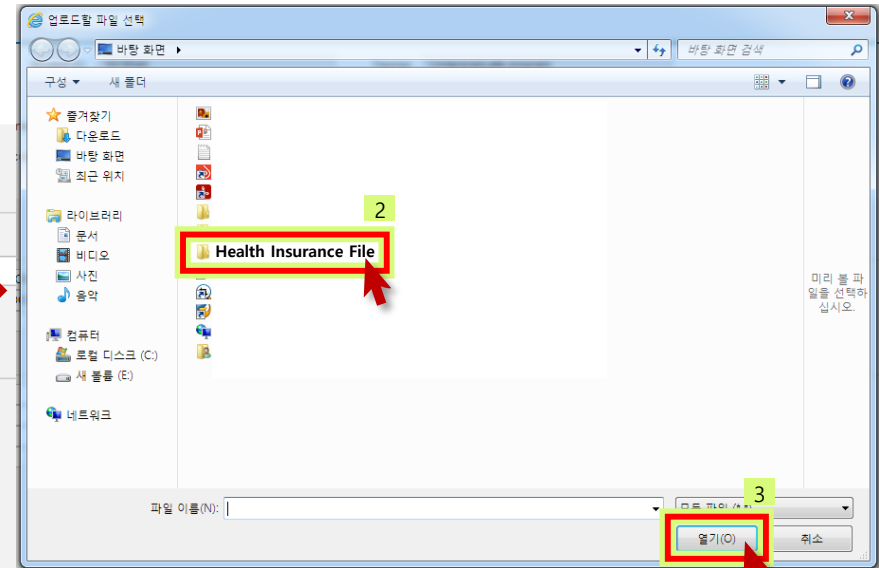 업로드할 파일 선택
바탕 화면
바탕 화면 검색
구성 새 폴더
즐겨찾기
다운로드
바탕 화면
최근 위치
라이브러리
문서
비디오
사진
음악
컴퓨터
로컬 디스크 (C:)
새 볼륨 (E:)
네트워크
2
Health Insurance File
미리 볼 파
일을 선택하
십시오.
파일 이름(N):
모든 파일 (*.*)
3
열기(O)
취소